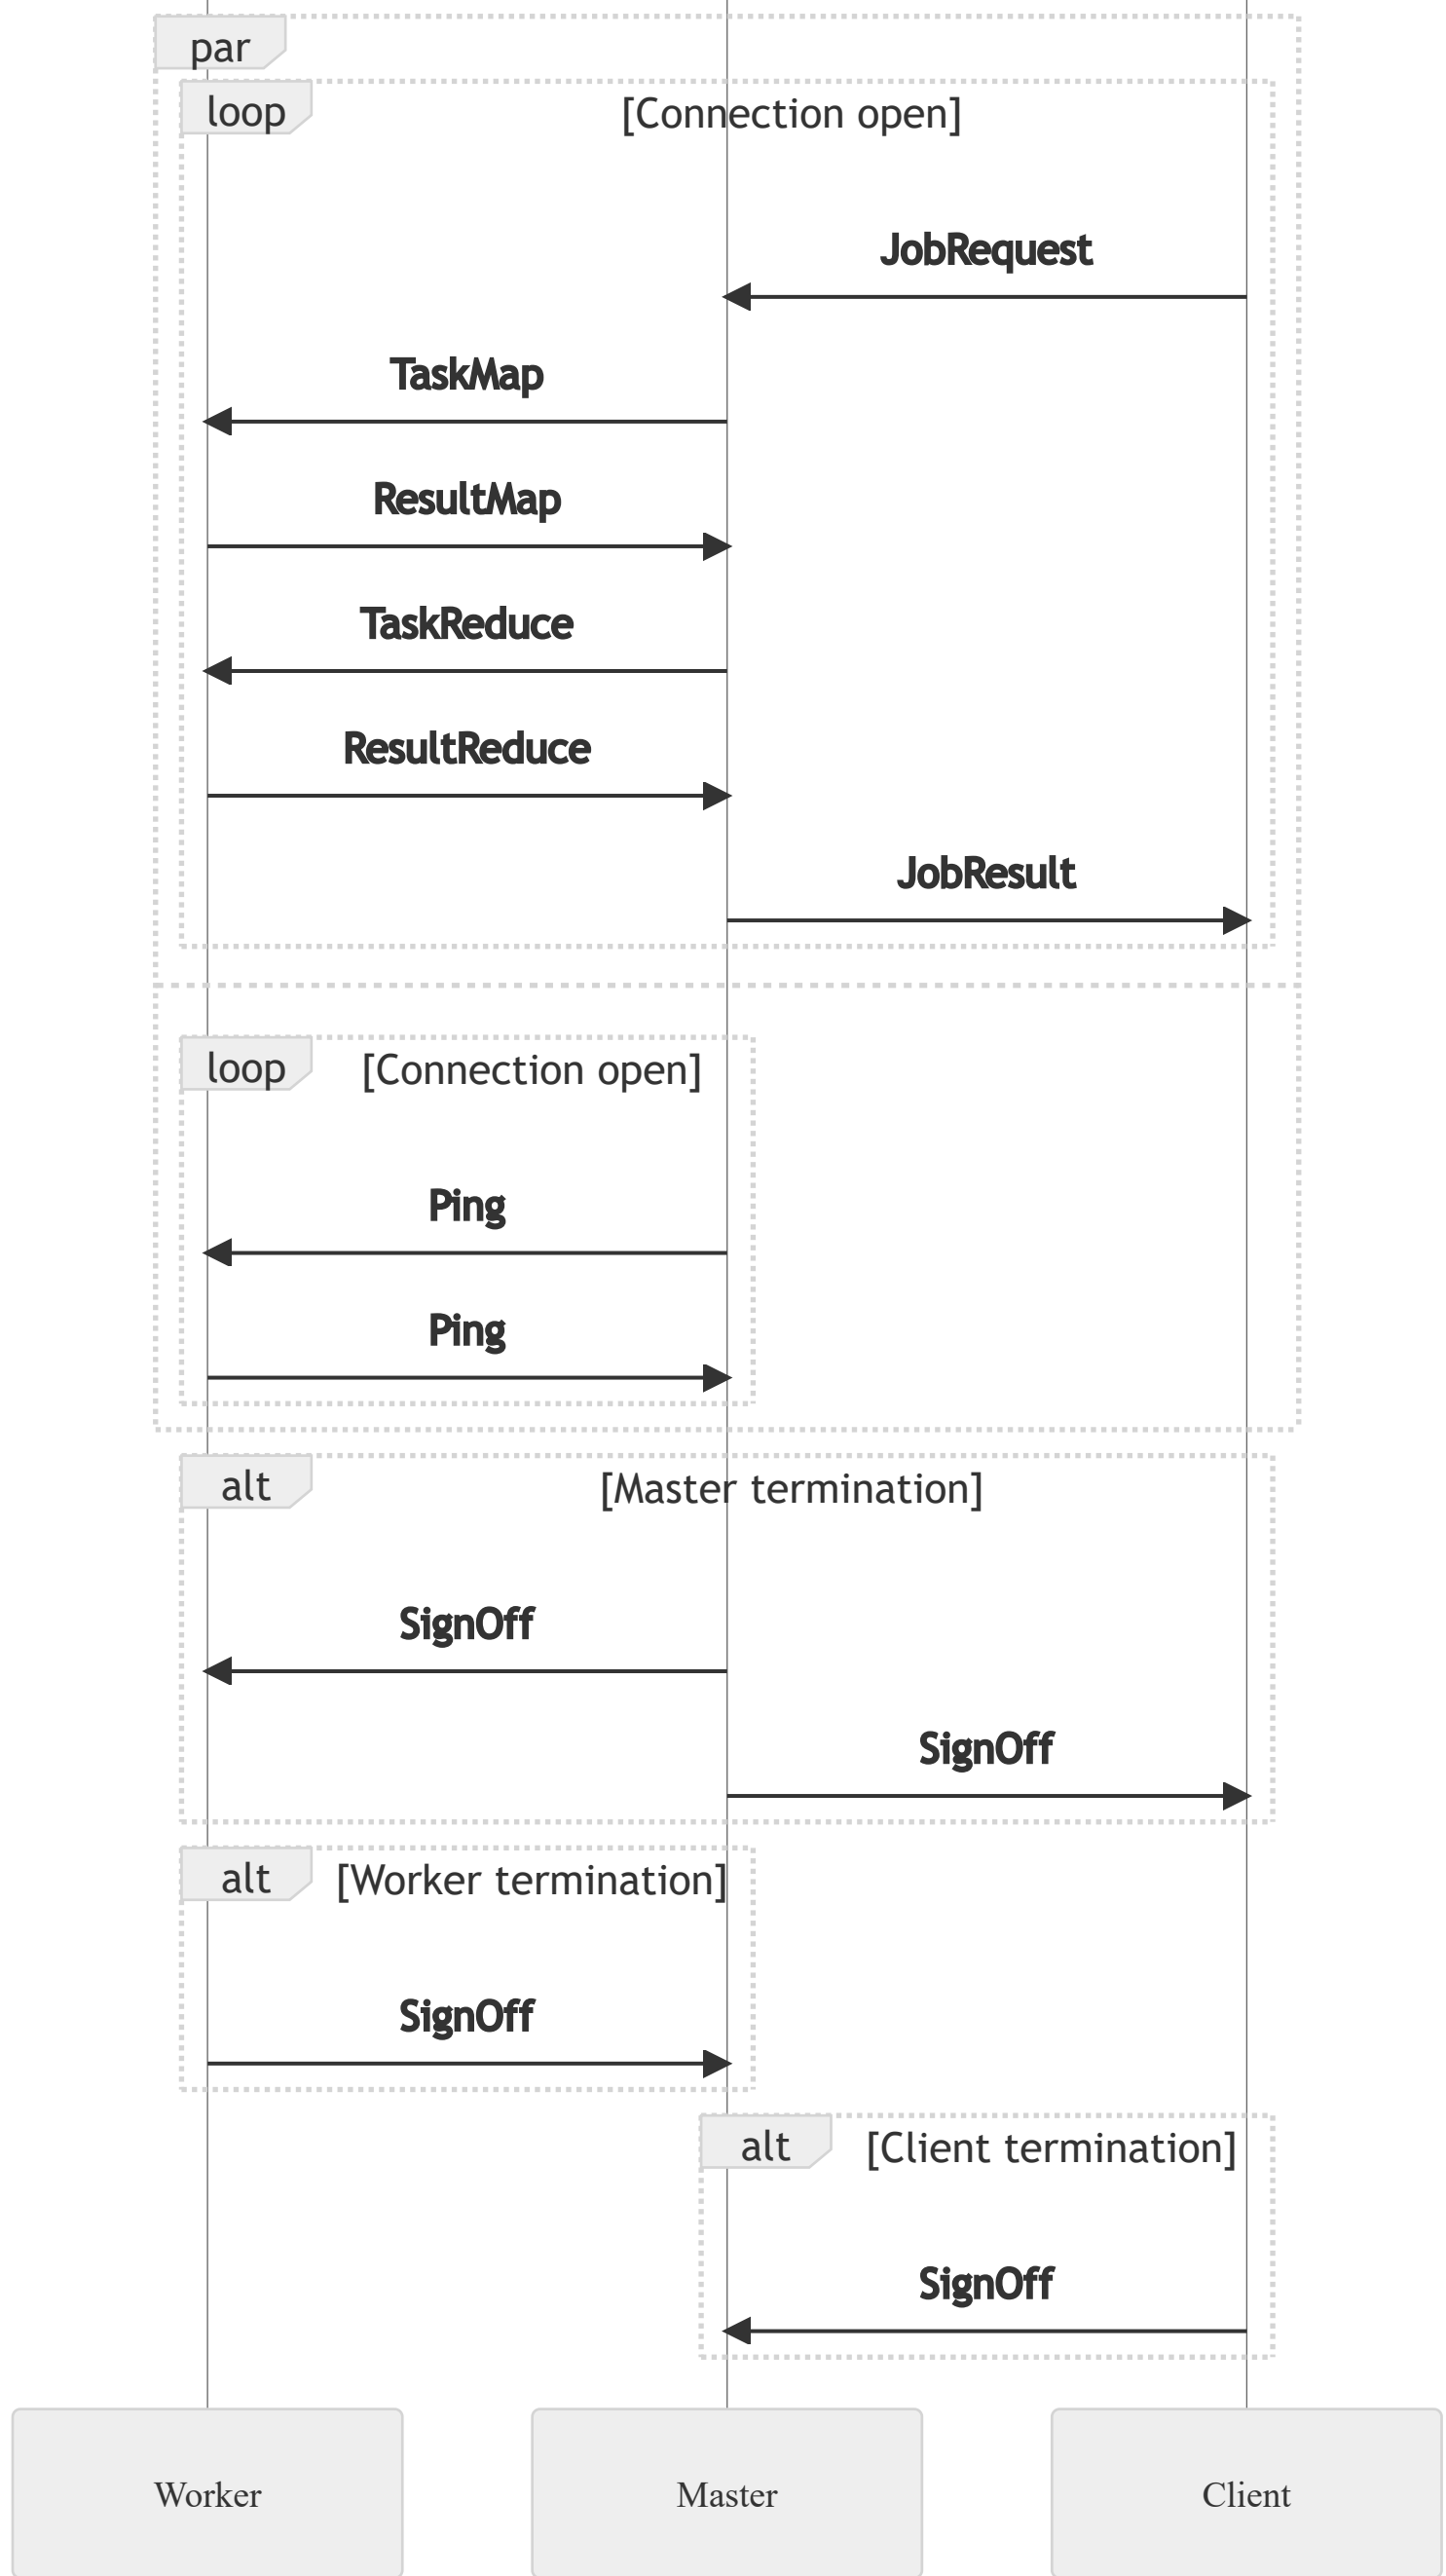 par
loop
[Connection open]
JobRequest
TaskMap
ResultMap
TaskReduce
ResultReduce
JobResult
loop
[Connection open]
Ping
Ping
alt
[Master termination]
SignOff
SignOff
alt
[Worker termination]
SignOff
alt
[Client termination]
SignOff
Worker
Master
Client